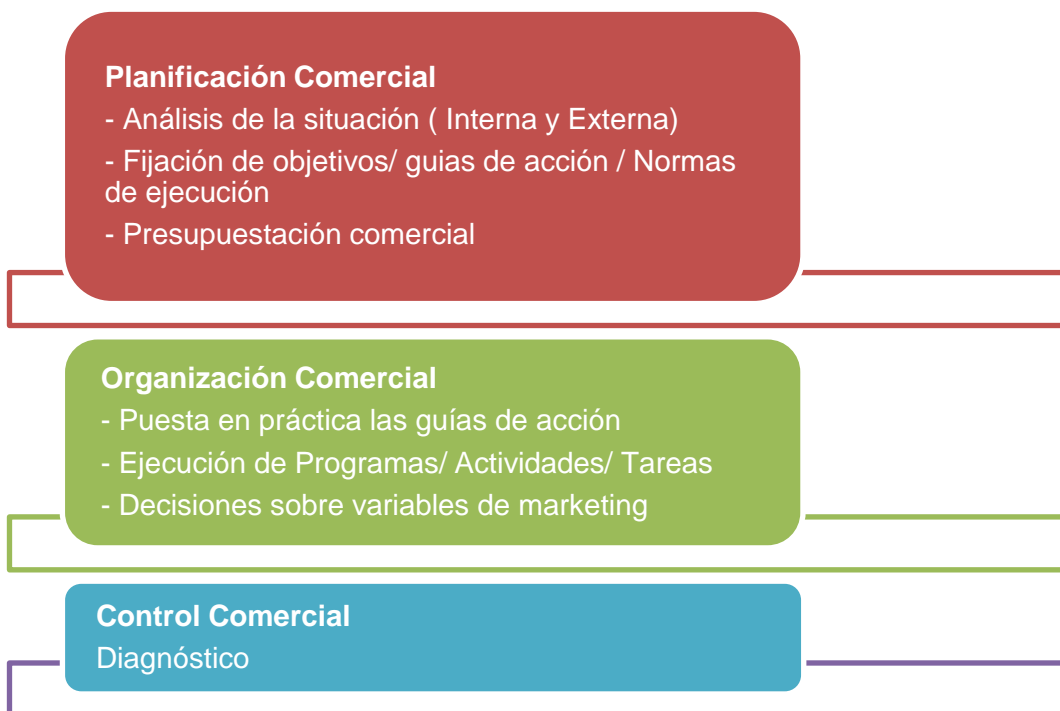 Planificación Comercial
- Análisis de la situación ( Interna y Externa)
- Fijación de objetivos/ guias de acción / Normas
de ejecución
- Presupuestación comercial
Organización Comercial
- Puesta en práctica las guías de acción
- Ejecución de Programas/ Actividades/ Tareas
- Decisiones sobre variables de marketing
Control Comercial
Diagnóstico